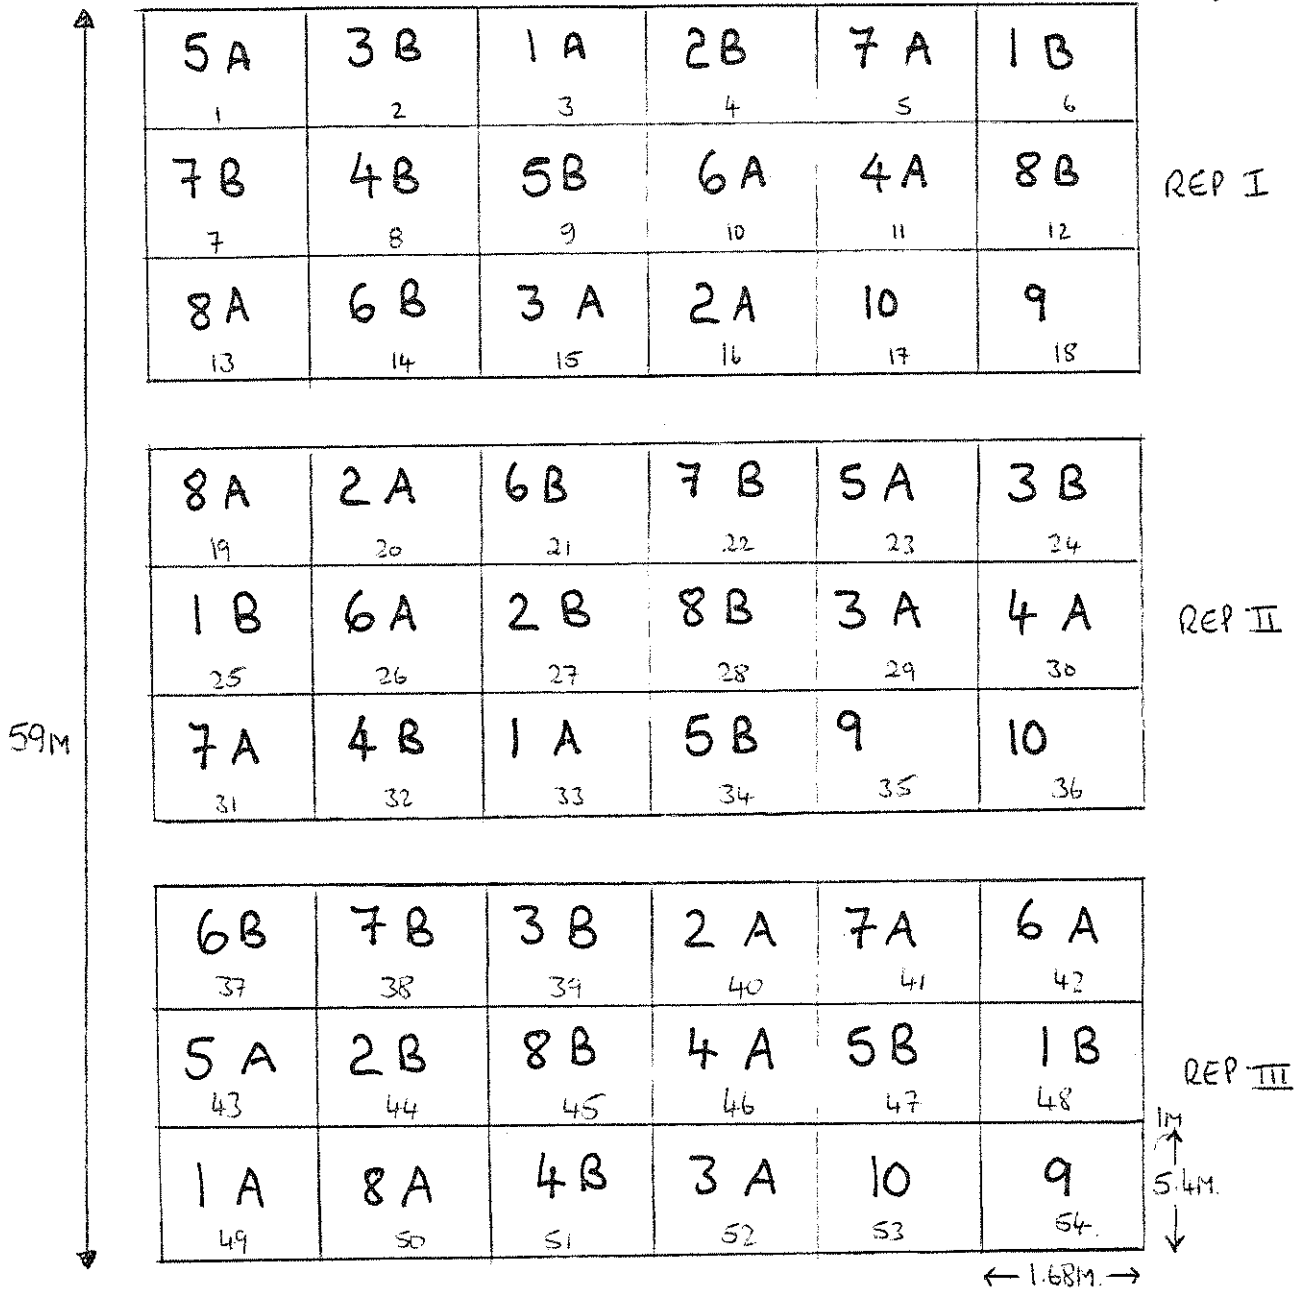 5A 3B 1A 2B 7A 1B
1 2 3 4 5 6
7B 4B 5B 6A 4A 8B REP I
7 8 9 10 11 12
8A 6B 3A 2A 10 9
13 14 15 16 17 18
8A 2A 6B 7B 5A 3B
19 20 21 22 23 24
1B 6A 2B 8B 3A 4A REP II
25 26 27 28 29 30
59M 7A 4B 1A 5B 9 10
31 32 33 34 35 36
6B 7B 3B 2A 7A 6A
37 38 39 40 41 42
5A 2B 8B 4A 5B 1B REP III
43 44 45 46 47 48
1M
1A 8A 4B 3A 10 9 5.4M.
49 50 51 52 53 54.
1.68M.